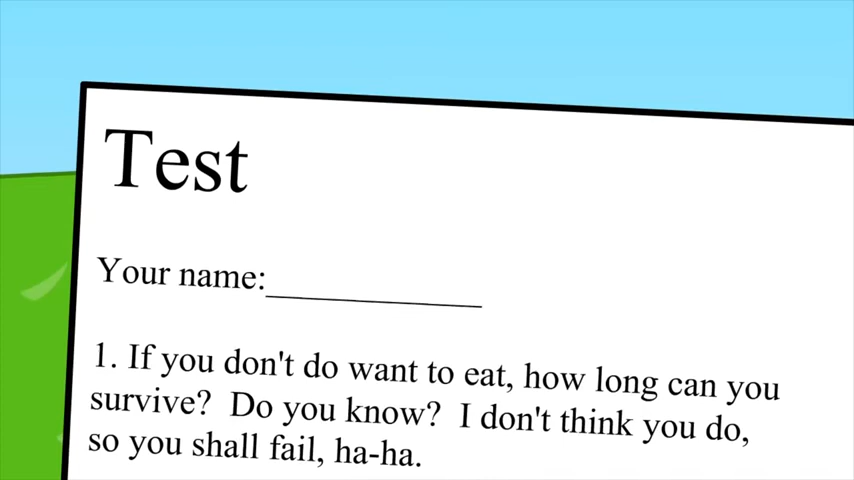 Test
Your name:____________
1. If you don't do want to eat, how long can you
survive?  Do you know?  I don't think you do,
so you shall fail, ha-ha.